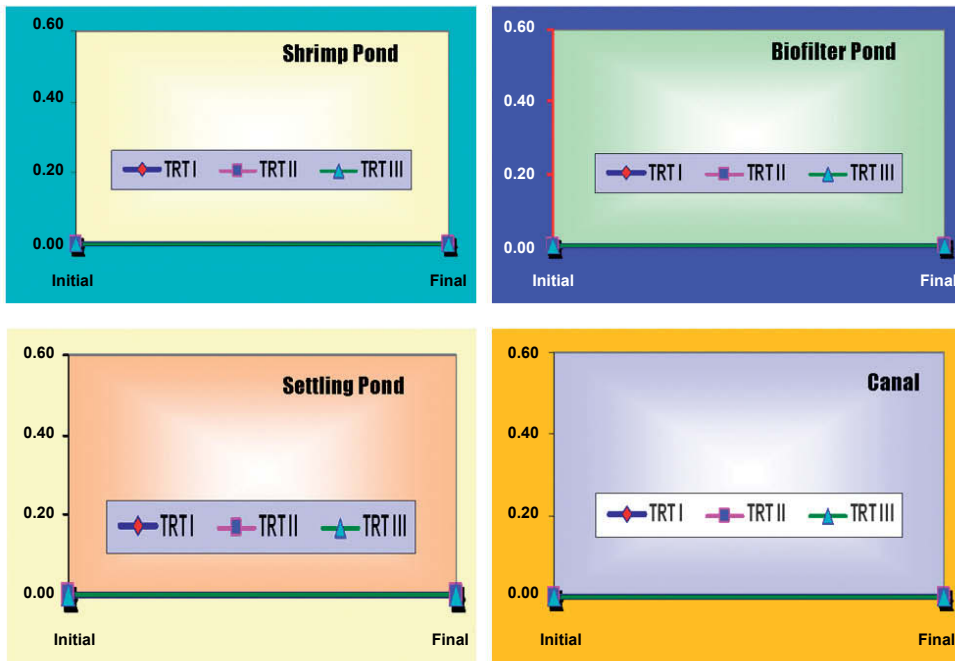 0.60
Shrimp Pond
0.40
TRT I TRT II TRT III
0.20
0.00
Initial Final
0.60
Biofilter Pond
0.40
TRT I TRT II TRT III
0.20
0.00
Initial Final
0.60
Settling Pond
0.40
0.20
TRT I TRT II TRT III
0.00
Initial Final
0.60
Canal
0.40
0.20
TRT I TRT II TRT III
0.00
Initial Final